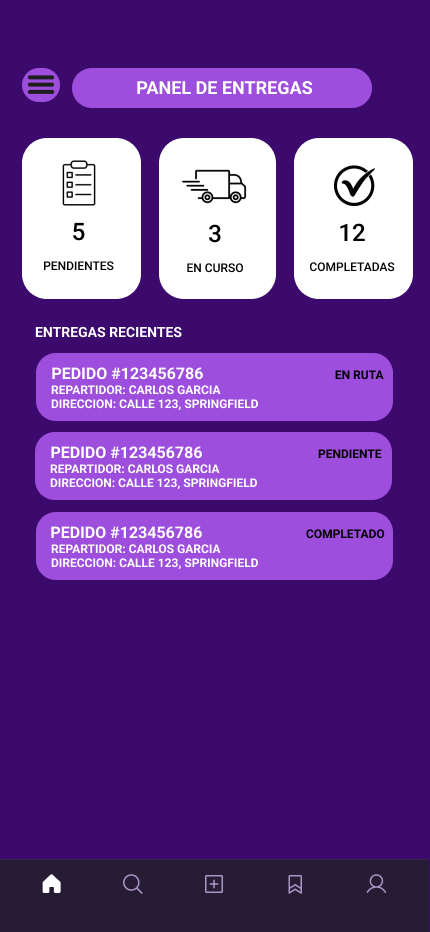 PANEL DE ENTREGAS
5
3
12
PENDIENTES
EN CURSO
COMPLETADAS
ENTREGAS RECIENTES
PEDIDO #123456786
EN RUTA
REPARTIDOR: CARLOS GARCIA
DIRECCION: CALLE 123, SPRINGFIELD
PEDIDO #123456786
PENDIENTE
REPARTIDOR: CARLOS GARCIA
DIRECCION: CALLE 123, SPRINGFIELD
PEDIDO #123456786
COMPLETADO
REPARTIDOR: CARLOS GARCIA
DIRECCION: CALLE 123, SPRINGFIELD